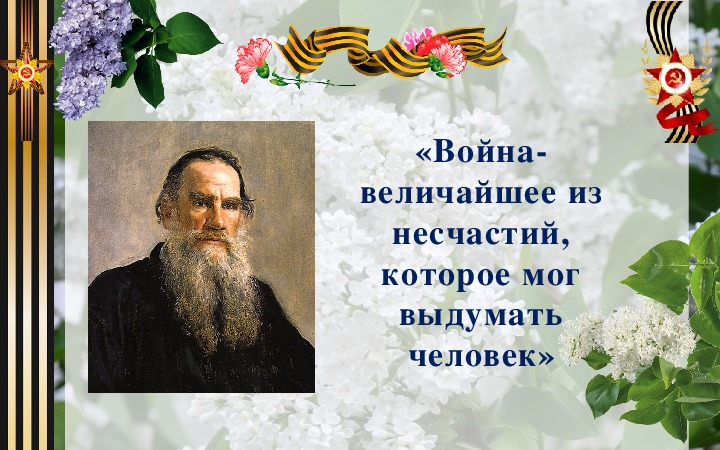 «Война-
величайшее из
несчастий,
которое мог
выдумать
человек»